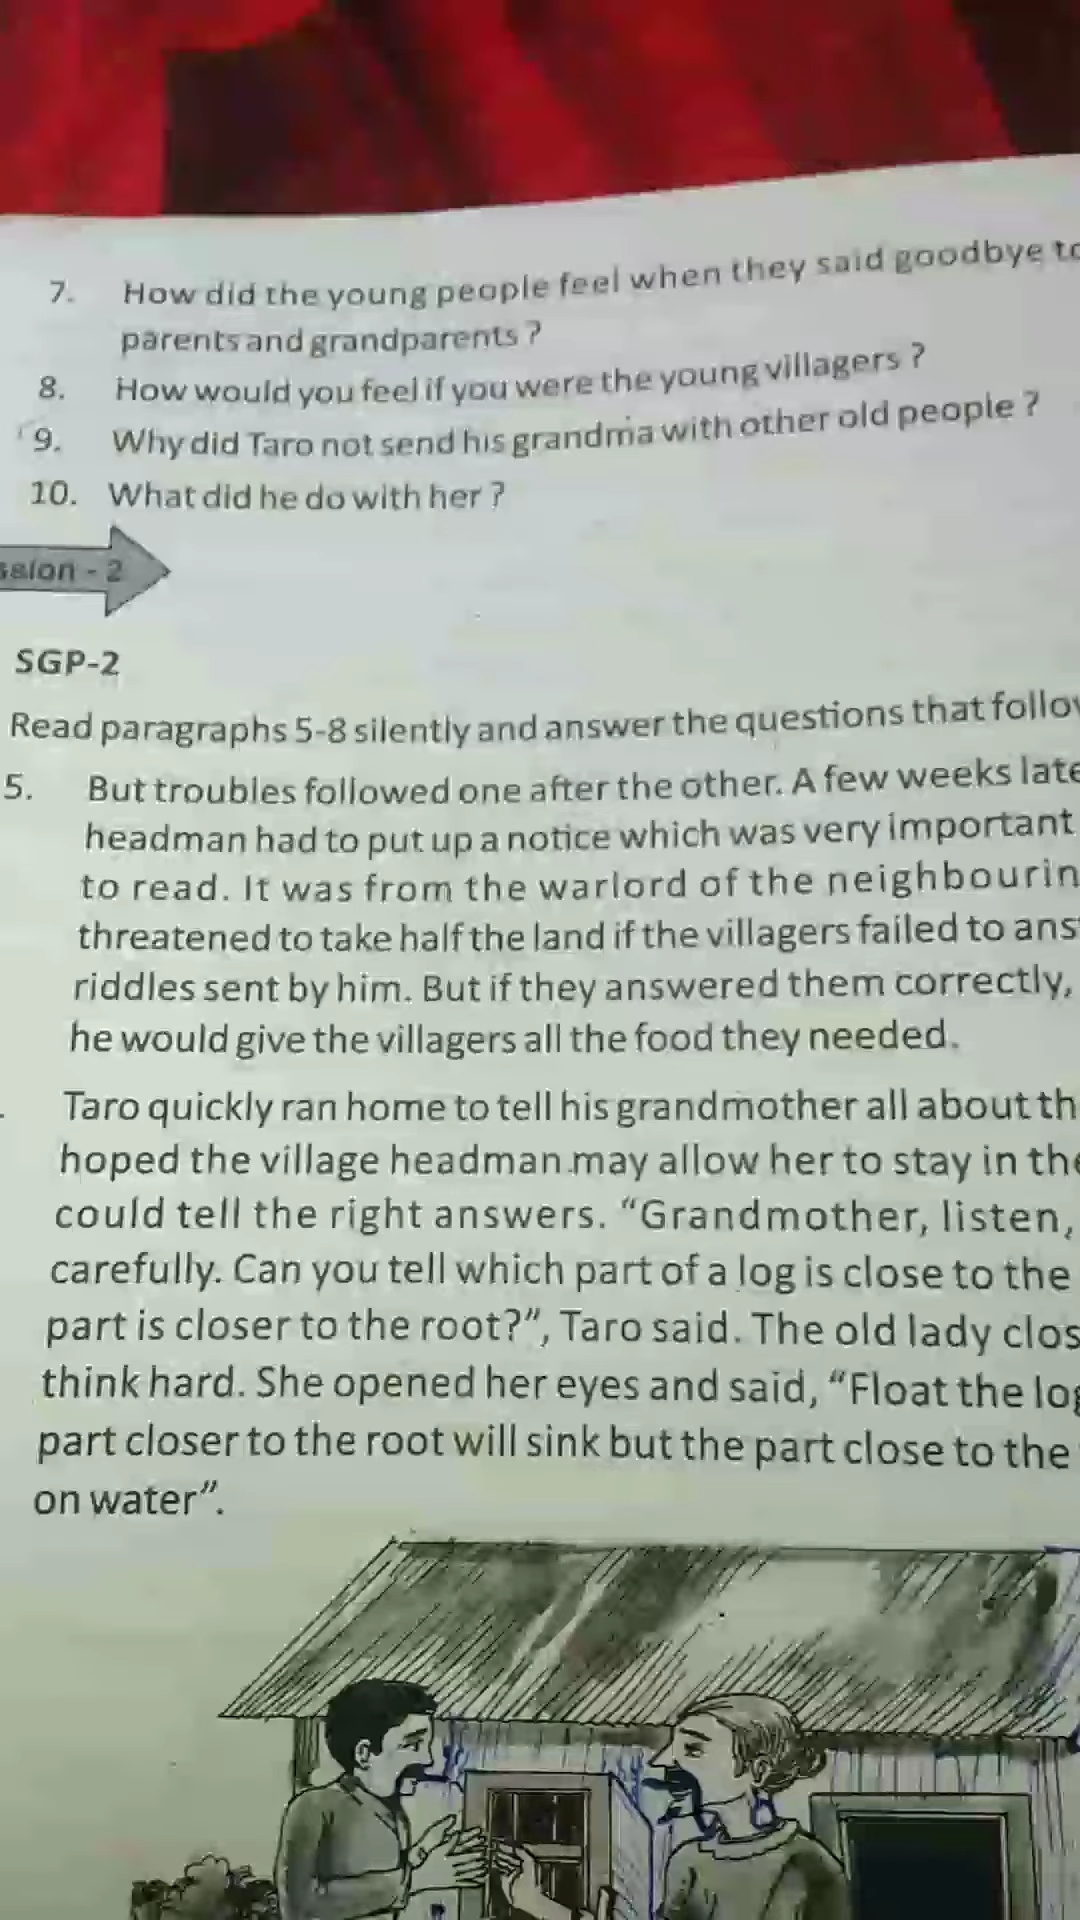 7. How did the young people feel when they said goodbye to
parents and grandparents ?
8. How would you feel if you were the young villagers ?
9. Why did Taro not send his grandma with other old people ?
10. What did he do with her ?
- 2
SGP-2
Read paragraphs 5-8 silently and answer the questions that
5. But troubles followed one after the other. A few weeks
headman had to put up a notice which was very important
to read. It was from the warlord of the
threatened to take half the land if the villagers failed to
riddles sent by him. But if they answered them correctly,
he would give the villagers all the food they needed.
Taro quickly ran home to tell his grandmother all about
hoped the village headman may allow her to stay in
could tell the right answers. “Grandmother, listen,
carefully. Can you tell which part of a log is close to the
part is closer to the root?”, Taro said. The old lady
think hard. She opened her eyes and said, “Float the
part closer to the root will sink but the part close to the
on water”.